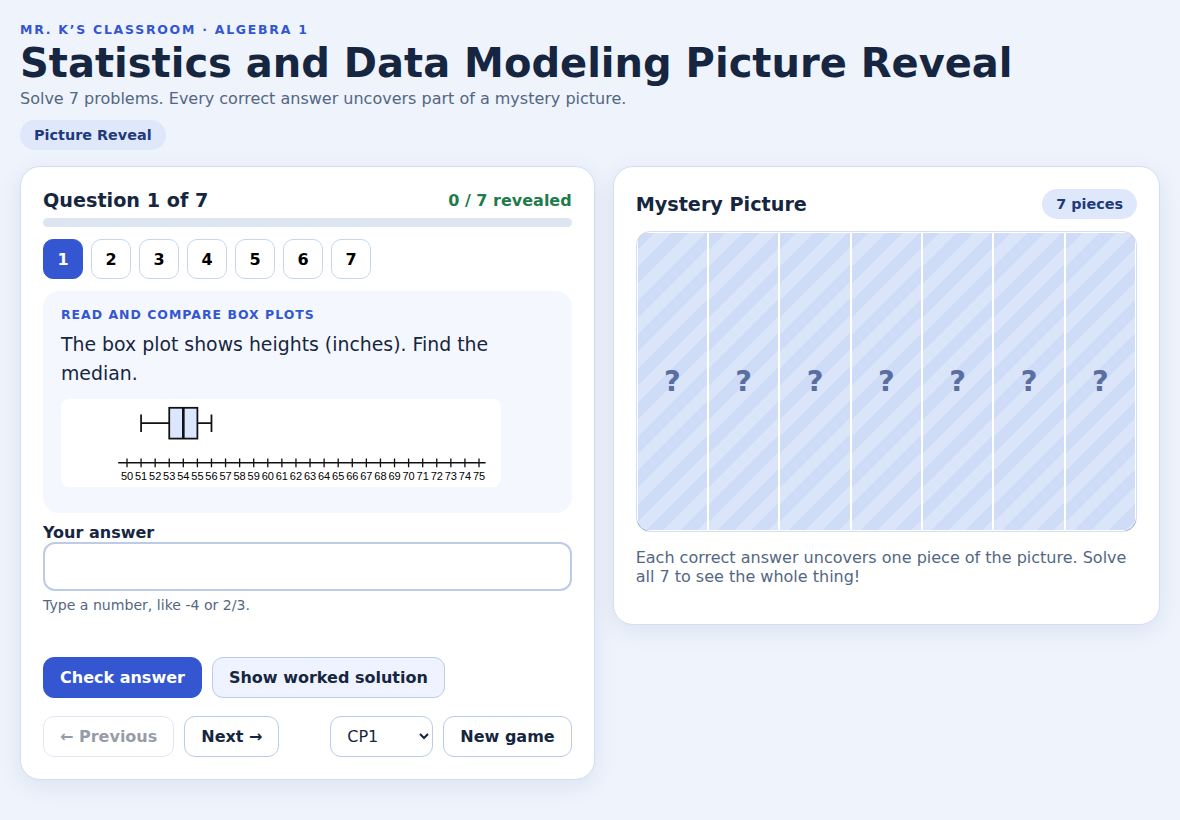 MR. K’S CLASSROOM · ALGEBRA 1
Statistics and Data Modeling Picture Reveal
Solve 7 problems. Every correct answer uncovers part of a mystery picture.
Picture Reveal
Question 1 of 7
0 / 7 revealed
1 2 3 4 5 6 7
READ AND COMPARE BOX PLOTS
The box plot shows heights (inches). Find the
median.
50 51 52 53 54 55 56 57 58 59 60 61 62 63 64 65 66 67 68 69 70 71 72 73 74 75
Your answer
Type a number, like -4 or 2/3.
Check answer
Show worked solution
← Previous
Next →
CP1
New game
Mystery Picture
7 pieces
? ? ? ? ? ? ?
Each correct answer uncovers one piece of the picture. Solve
all 7 to see the whole thing!